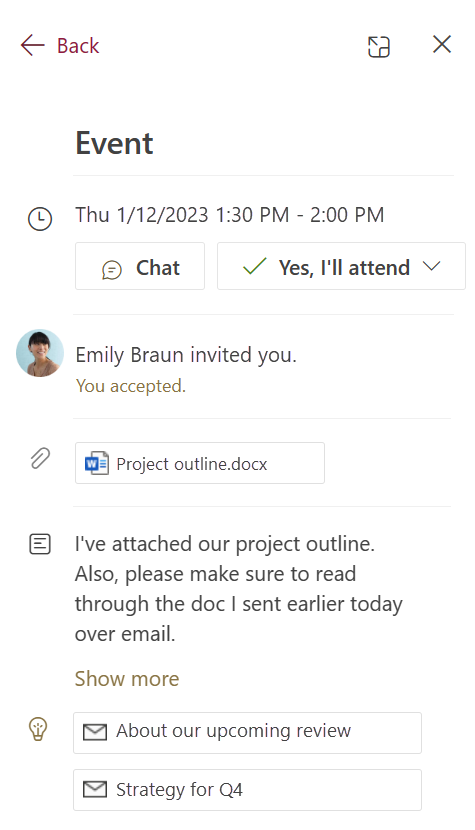 Back
Event
Thu 1/12/2023 1:30 PM - 2:00 PM
Chat
Yes, I'll attend
Emily Braun invited you.
You accepted.
Project outline.docx
I've attached our project outline.
Also, please make sure to read
through the doc I sent earlier today
over email.
Show more
About our upcoming review
Strategy for Q4